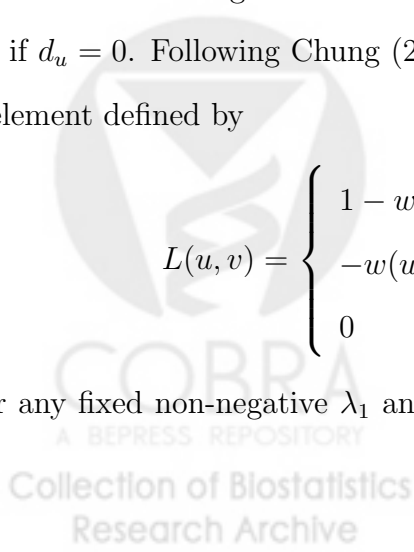 if d_u = 0. Following Chung (2
element defined by
1 − w
L(u, v) = { −w(u
0
r any fixed non-negative λ_1 an
COBRA
A BEPRESS REPOSITORY
Collection of Biostatistics
Research Archive